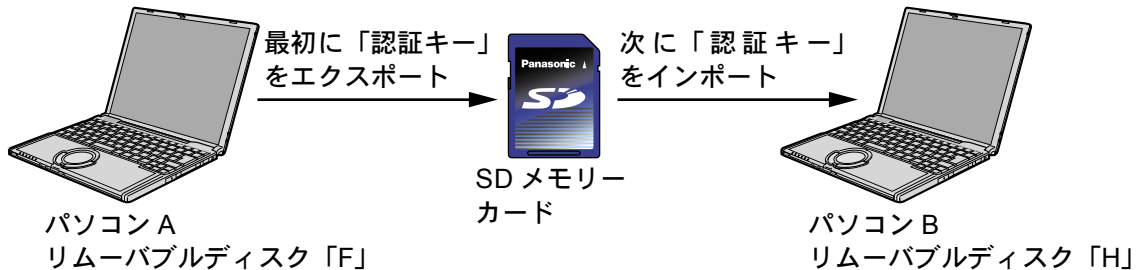 最初に「認証キー」
をエクスポート
Panasonic
SD
次に「認証キー」
をインポート
SD メモリー
カード
パソコン A
リムーバブルディスク「F」
パソコン B
リムーバブルディスク「H」